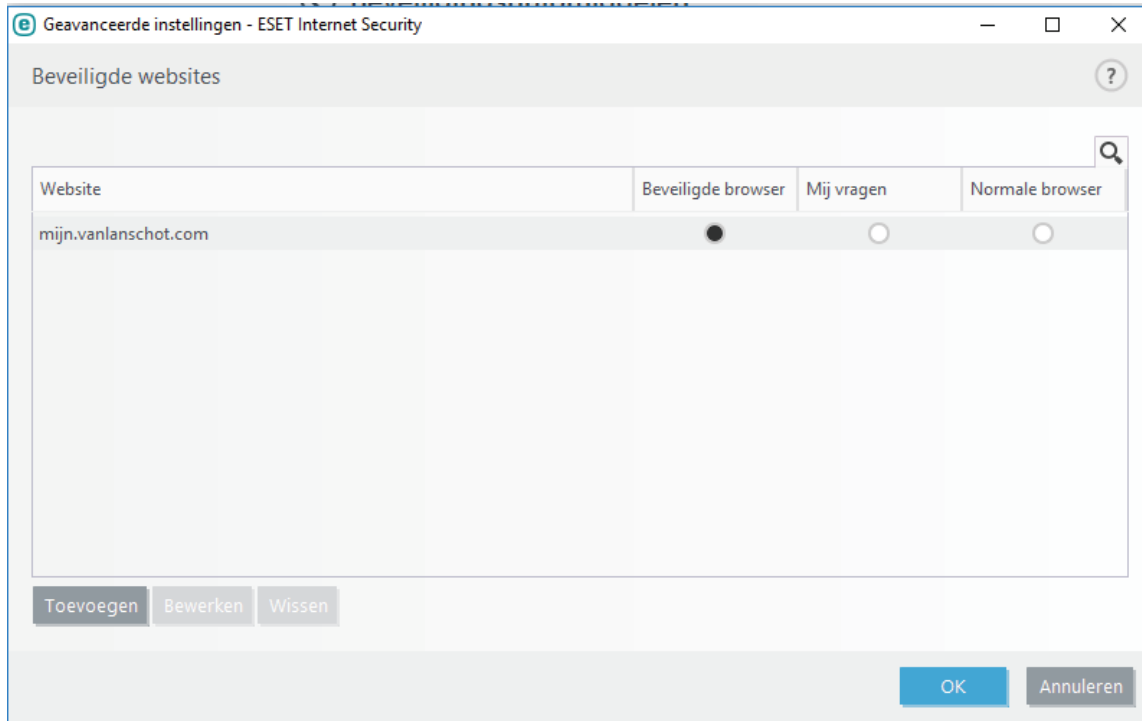 Geavanceerde instellingen - ESET Internet Security
Beveiligde websites
?
Website Beveiligde browser Mij vragen Normale browser
mijn.vanlanschot.com
Toevoegen Bewerken Wissen
OK Annuleren